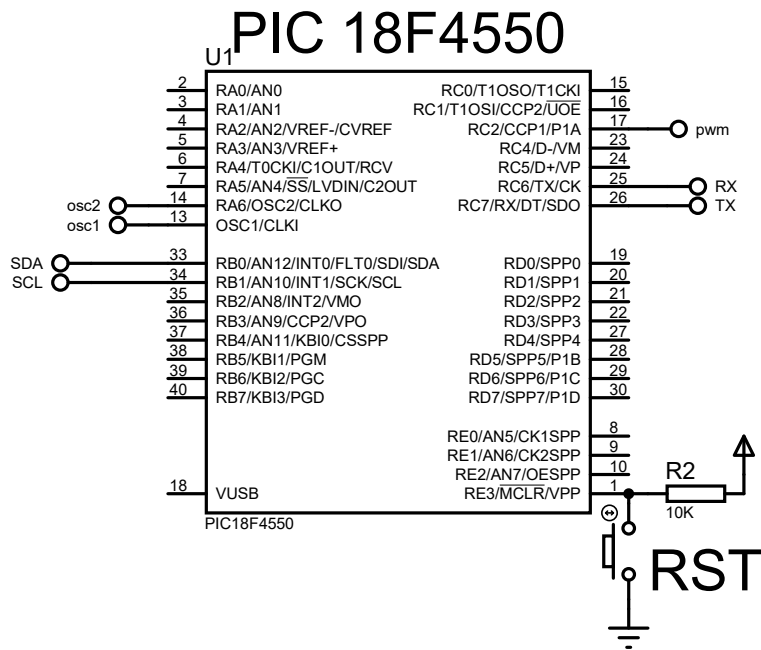 PIC 18F4550
U1
2 RA0/AN0 RC0/T1OSO/T1CKI 15
3 RA1/AN1 RC1/T1OSI/CCP2/UOE 16
4 RA2/AN2/VREF-/CVREF RC2/CCP1/P1A 17 pwm
5 RA3/AN3/VREF+ RC4/D-/VM 23
6 RA4/T0CKI/C1OUT/RCV RC5/D+/VP 24
7 RA5/AN4/SS/LVDIN/C2OUT RC6/TX/CK 25 RX
osc2 14 RA6/OSC2/CLKO RC7/RX/DT/SDO 26 TX
osc1 13 OSC1/CLKI
SDA 33 RB0/AN12/INT0/FLT0/SDI/SDA RD0/SPP0 19
SCL 34 RB1/AN10/INT1/SCK/SCL RD1/SPP1 20
35 RB2/AN8/INT2/VMO RD2/SPP2 21
36 RB3/AN9/CCP2/VPO RD3/SPP3 22
37 RB4/AN11/KBI0/CSSPP RD4/SPP4 27
38 RB5/KBI1/PGM RD5/SPP5/P1B 28
39 RB6/KBI2/PGC RD6/SPP6/P1C 29
40 RB7/KBI3/PGD RD7/SPP7/P1D 30
RE0/AN5/CK1SPP 8
RE1/AN6/CK2SPP 9
RE2/AN7/OESPP 10
18 VUSB RE3/MCLR/VPP 1
R2
10K
PIC18F4550
RST